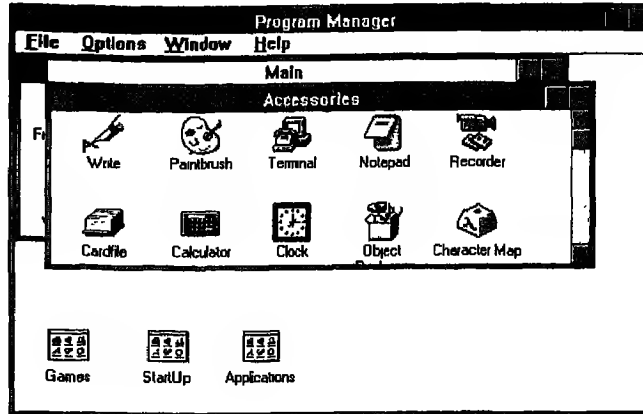 Program Manager
File Options Window Help
Main
Accessories
Write Paintbrush Terminal Notepad Recorder
Cardfile Calculator Clock Object Character Map
Games StartUp Applications